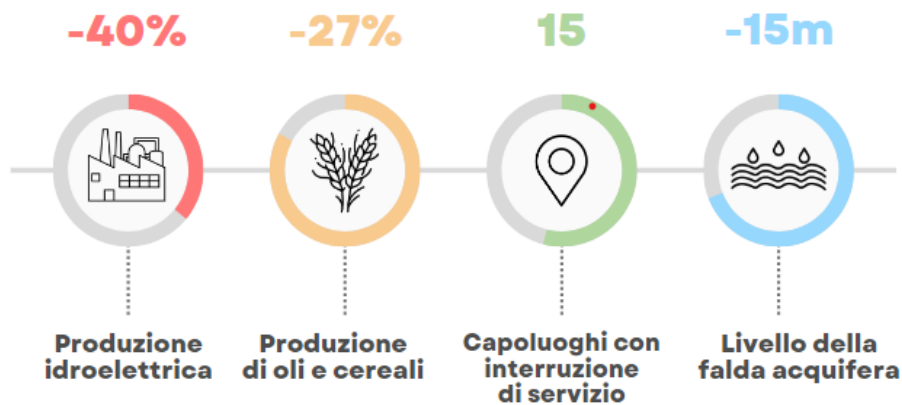 -40%
-27%
15
-15m
Produzione
idroelettrica
Produzione
di oli e cereali
Capoluoghi con
interruzione
di servizio
Livello della
falda acquifera